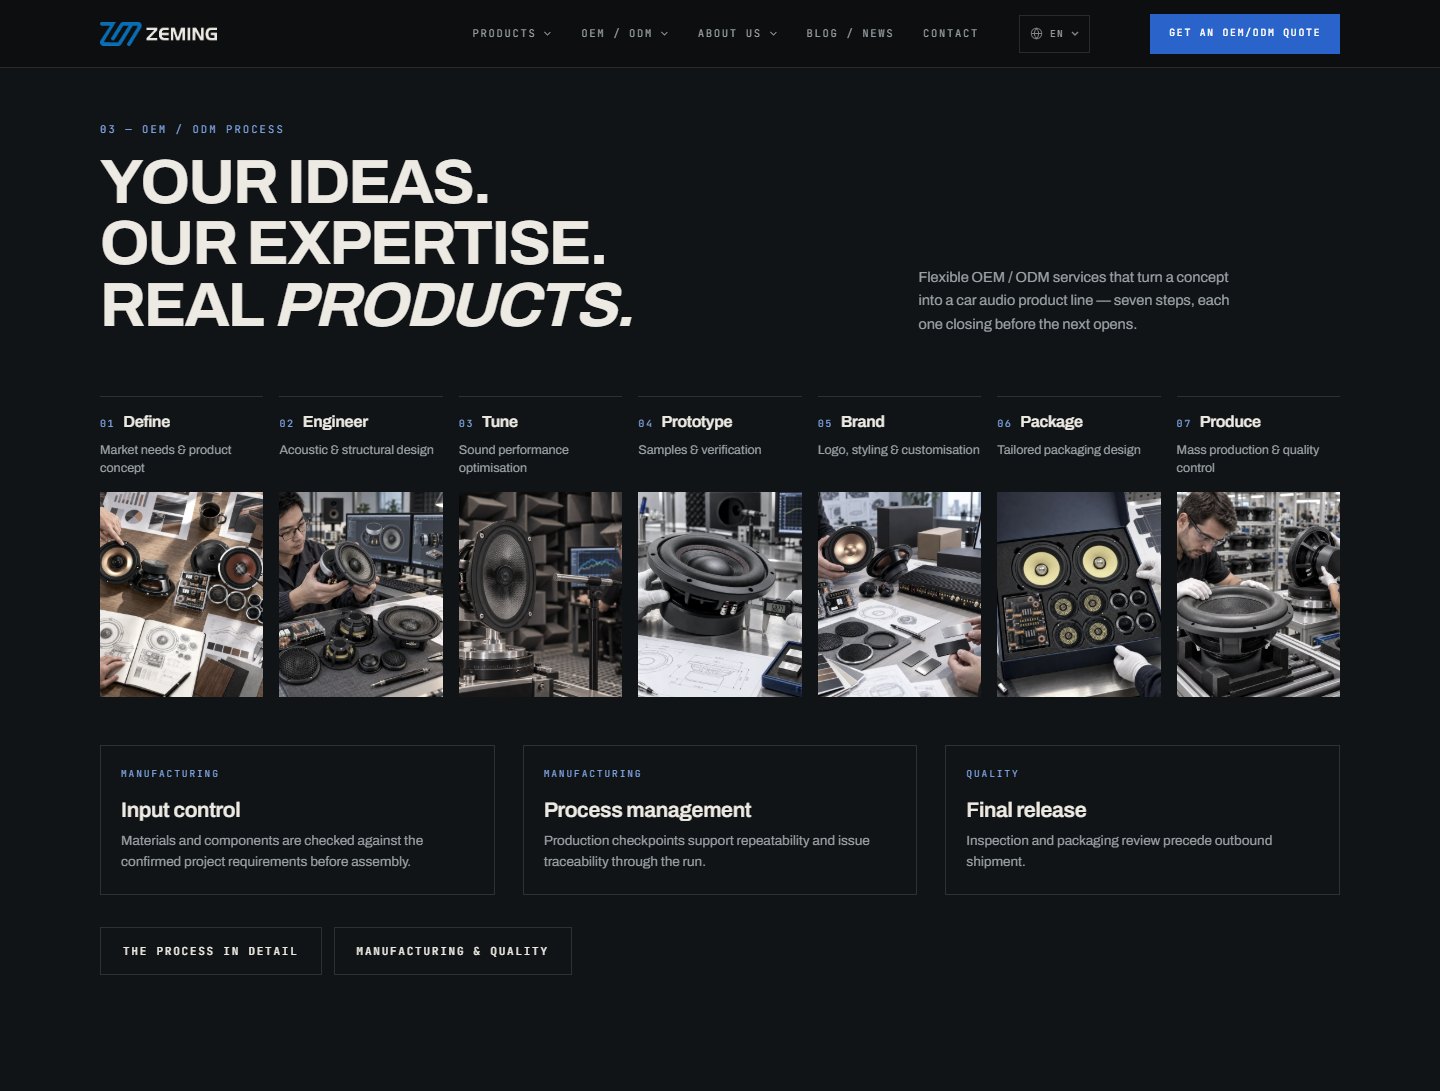 ZEMING
PRODUCTS
OEM / ODM
ABOUT US
BLOG / NEWS
CONTACT
EN
GET AN OEM/ODM QUOTE
03 — OEM / ODM PROCESS
YOUR IDEAS.
OUR EXPERTISE.
REAL PRODUCTS.
Flexible OEM / ODM services that turn a concept
into a car audio product line — seven steps, each
one closing before the next opens.
01 Define
Market needs & product
concept
02 Engineer
Acoustic & structural design
03 Tune
Sound performance
optimisation
04 Prototype
Samples & verification
05 Brand
Logo, styling & customisation
06 Package
Tailored packaging design
07 Produce
Mass production & quality
control
MANUFACTURING
Input control
Materials and components are checked against the
confirmed project requirements before assembly.
MANUFACTURING
Process management
Production checkpoints support repeatability and issue
traceability through the run.
QUALITY
Final release
Inspection and packaging review precede outbound
shipment.
THE PROCESS IN DETAIL
MANUFACTURING & QUALITY